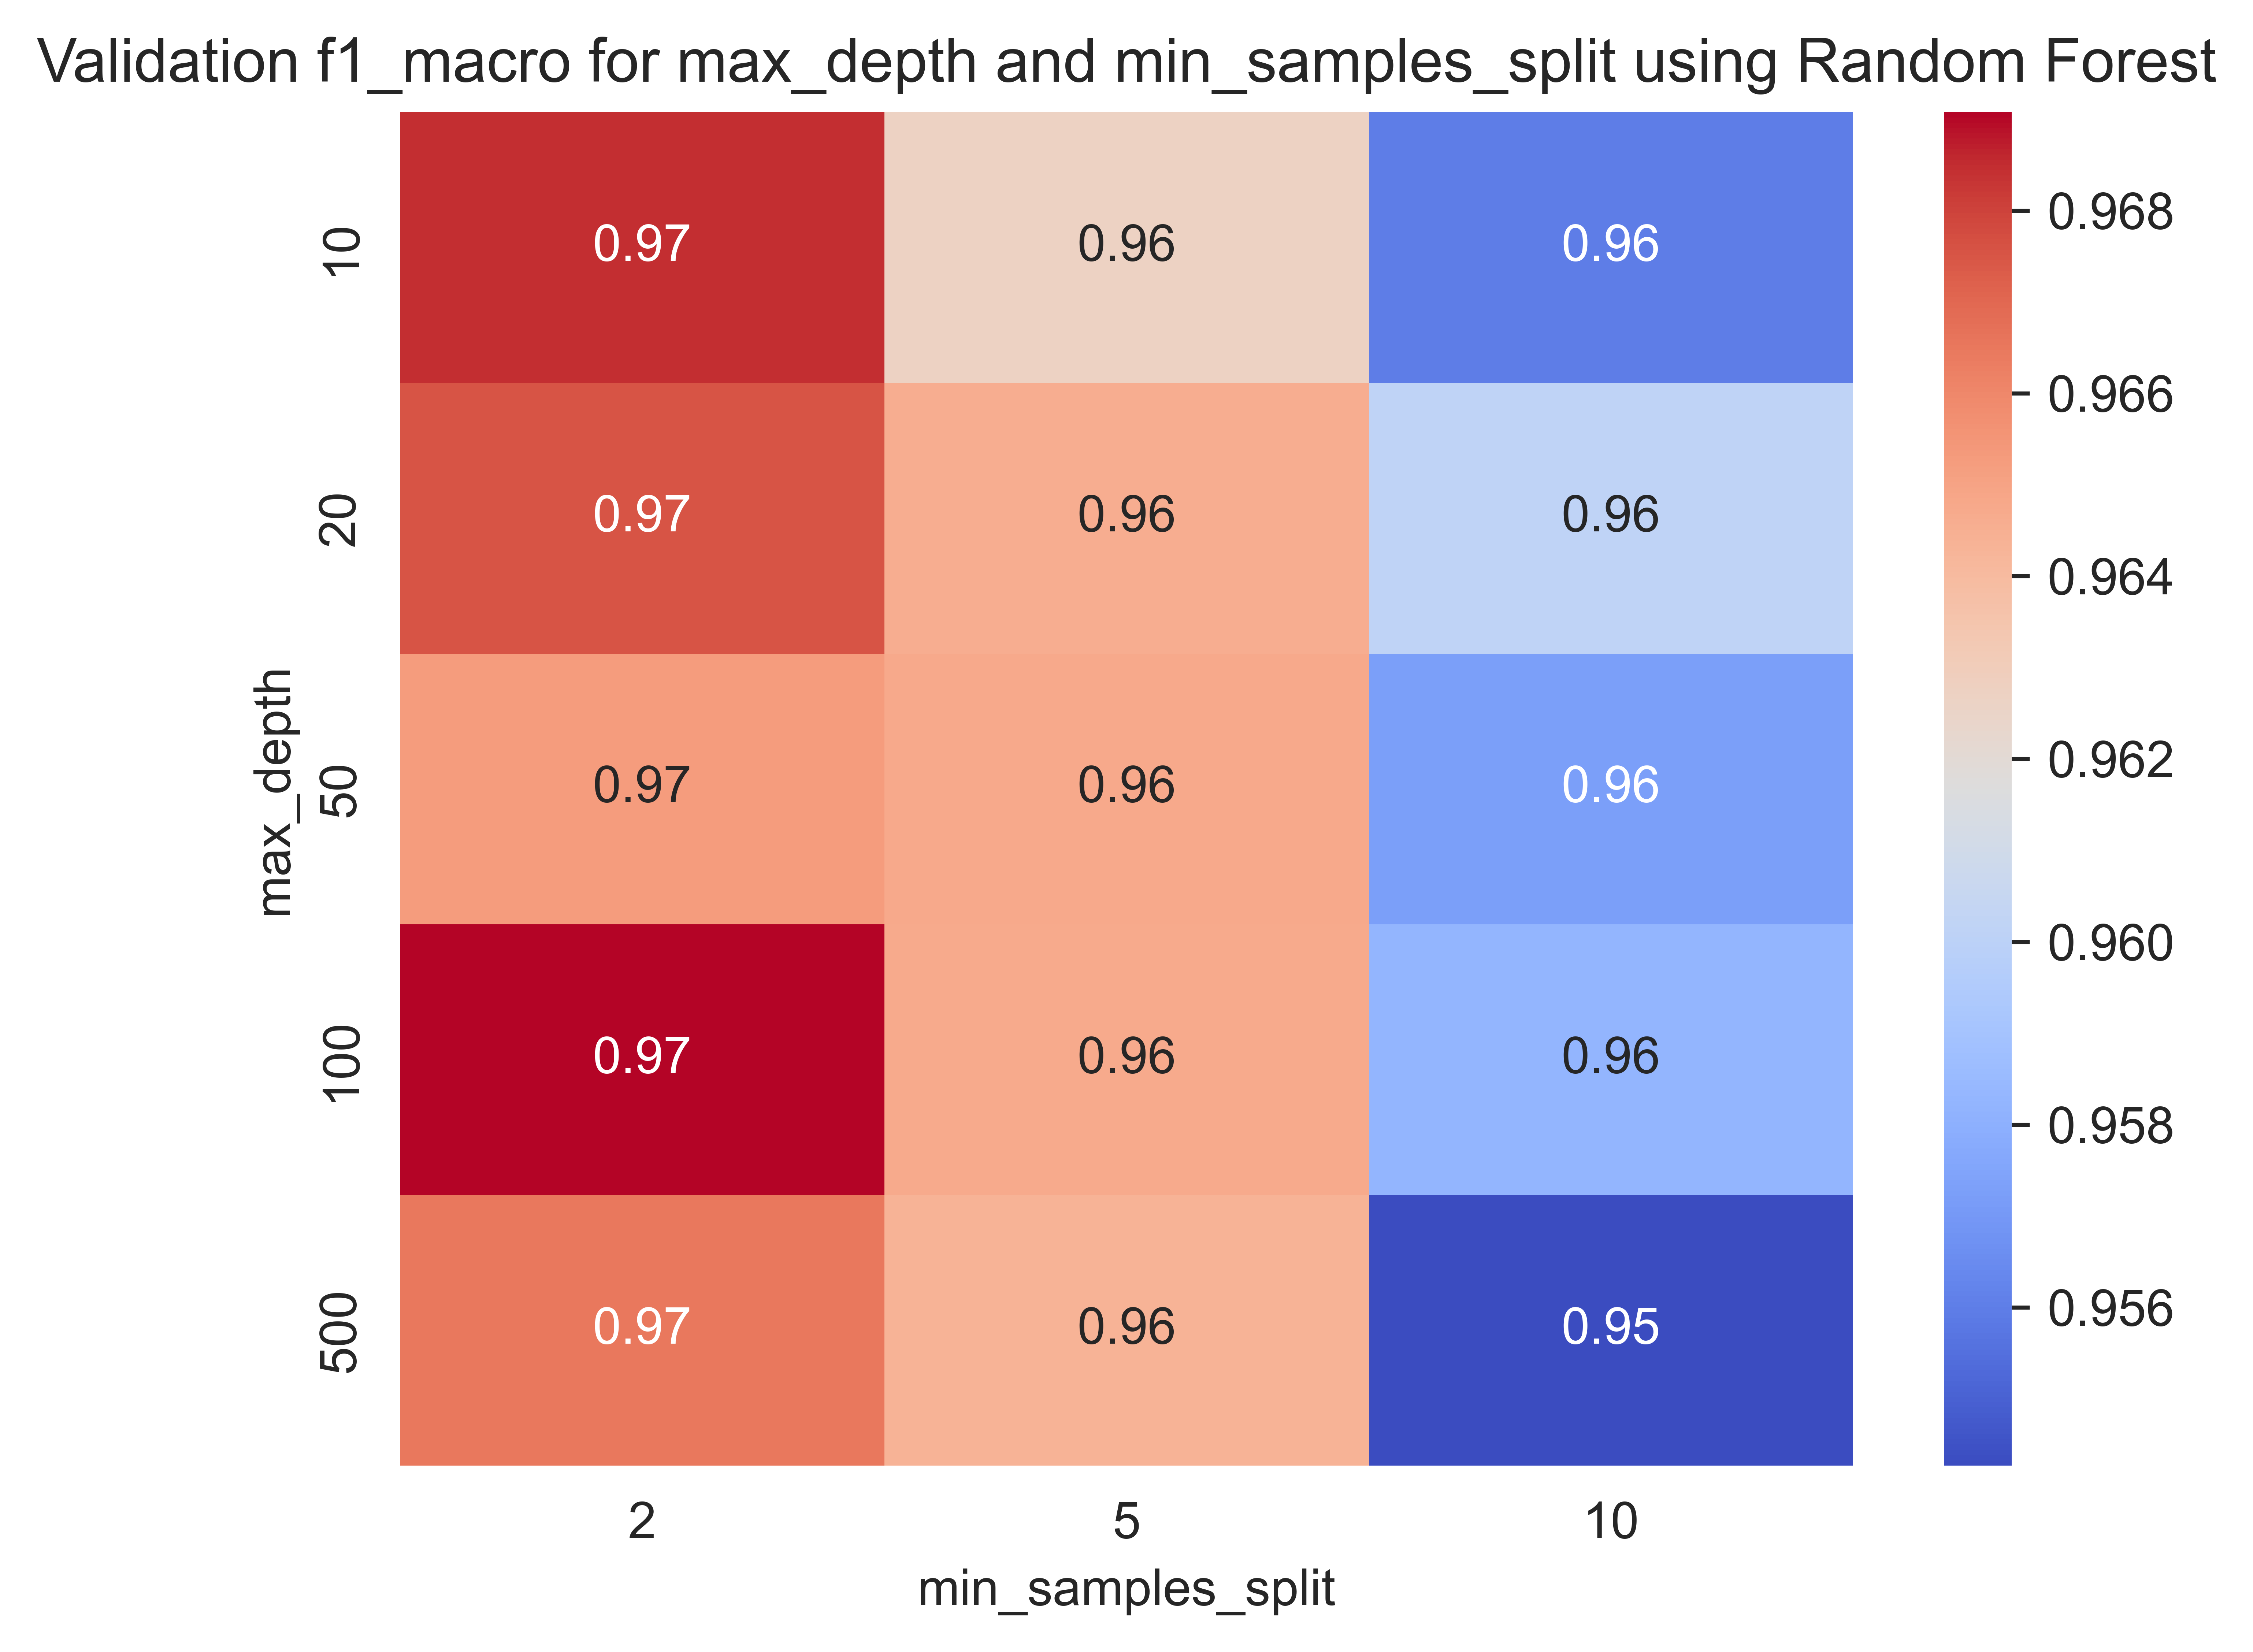 Validation f1_macro for max_depth and min_samples_split using Random Forest
10 0.97 0.96 0.96
20 0.97 0.96 0.96
50 0.97 0.96 0.96
100 0.97 0.96 0.96
500 0.97 0.96 0.95
max_depth
2 5 10
min_samples_split
0.968
0.966
0.964
0.962
0.960
0.958
0.956